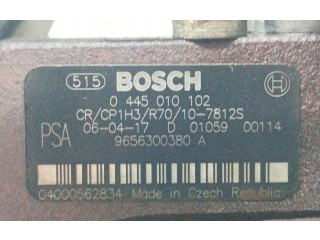 515 BOSCH
0 445 010 102
CR/CP1H3/R70/10-7812S
PSA 06-04-17 D 01059 00114
9656300380 A
04000562834 Made in Czech Republic